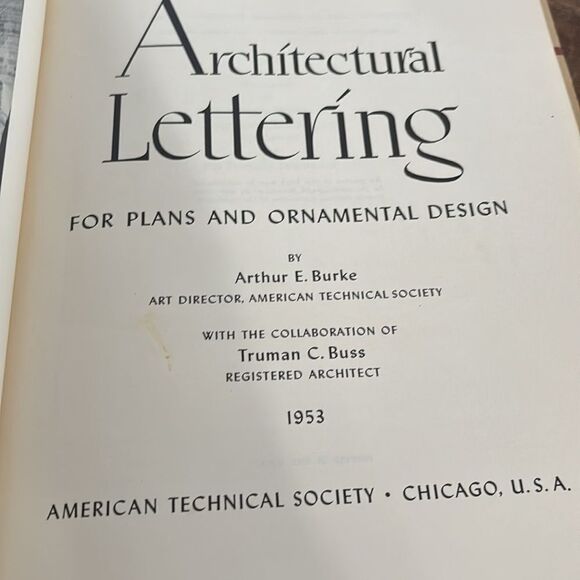 Architectural
Lettering
FOR PLANS AND ORNAMENTAL DESIGN
BY
Arthur E. Burke
ART DIRECTOR, AMERICAN TECHNICAL SOCIETY
WITH THE COLLABORATION OF
Truman C. Buss
REGISTERED ARCHITECT
1953
AMERICAN TECHNICAL SOCIETY • CHICAGO, U.S.A.